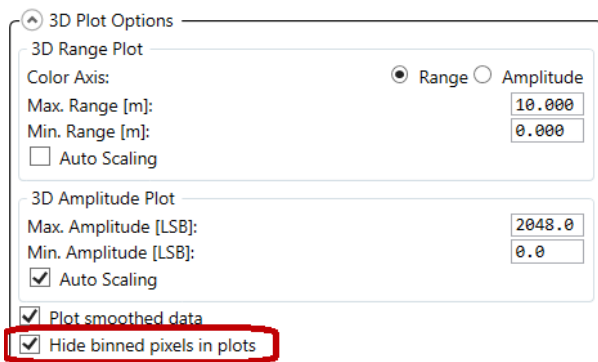 3D Plot Options
3D Range Plot
Color Axis: Range Amplitude
Max. Range [m]: 10.000
Min. Range [m]: 0.000
Auto Scaling
3D Amplitude Plot
Max. Amplitude [LSB]: 2048.0
Min. Amplitude [LSB]: 0.0
Auto Scaling
Plot smoothed data
Hide binned pixels in plots